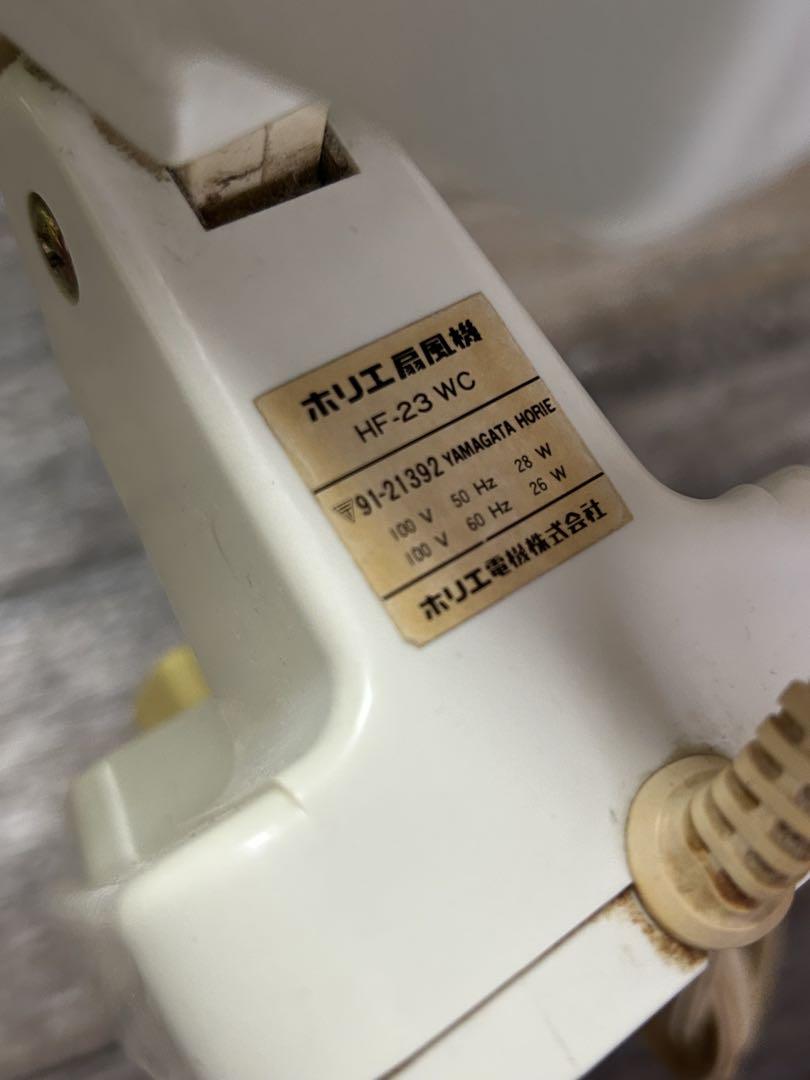 ホリエ扇風機
HF-23 WC
〒91-21392 YAMAGATA HORIE
100 V 50 Hz 28 W
100 V 60 Hz 26 W
ホリエ電機株式会社